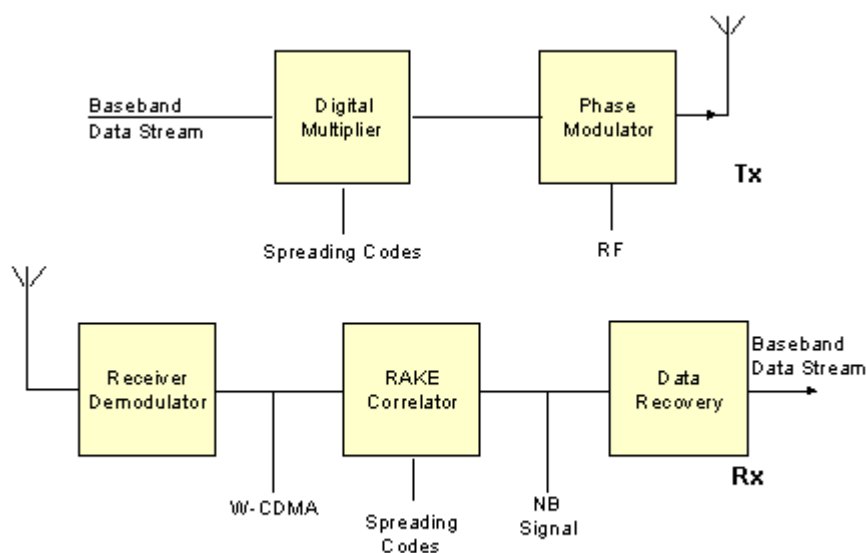 Baseband
Data Stream
Digital
Multiplier
Phase
Modulator
Tx
Spreading Codes
RF
Receiver
Demodulator
RAKE
Correlator
Data
Recovery
Baseband
Data Stream
Rx
W-CDMA
Spreading
Codes
NB
Signal